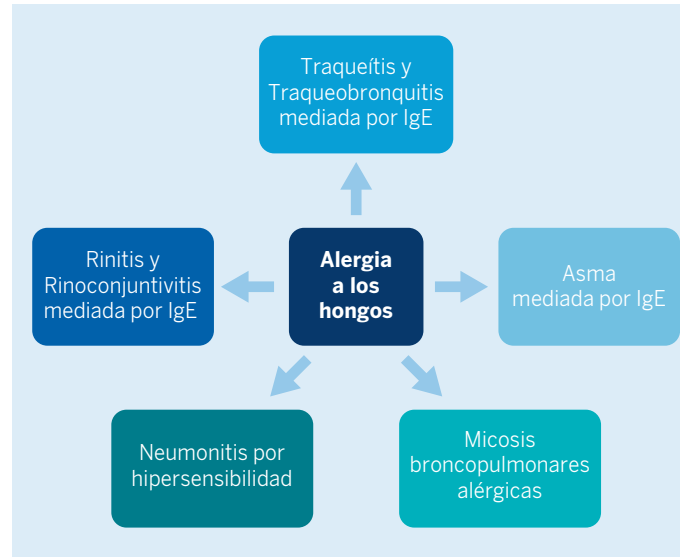 Traqueítis y
Traqueobronquitis
mediada por IgE
Rinitis y
Rinoconjuntivitis
mediada por IgE
Alergia
a los
hongos
Asma
mediada por IgE
Neumonitis por
hipersensibilidad
Micosis
broncopulmonares
alérgicas